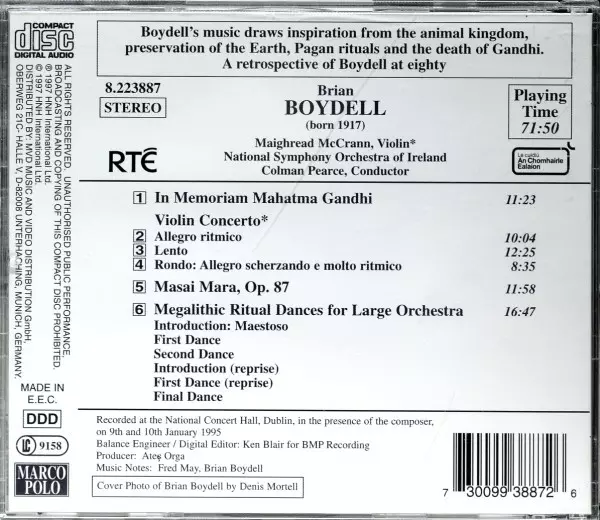 COMPACT
disc
DIGITAL AUDIO
Boydell's music draws inspiration from the animal kingdom,
preservation of the Earth, Pagan rituals and the death of Gandhi.
A retrospective of Boydell at eighty
8.223887
STEREO
Brian
BOYDELL
(born 1917)
Playing
Time
71:50
Maighread McCrann, Violin*
National Symphony Orchestra of Ireland
Colman Pearce, Conductor
RTÉ
Le cuidiú
An Chomhairle
Ealaíon
1 In Memoriam Mahatma Gandhi 11:23
Violin Concerto*
2 Allegro ritmico 10:04
3 Lento 12:25
4 Rondo: Allegro scherzando e molto ritmico 8:35
5 Masai Mara, Op. 87 11:58
6 Megalithic Ritual Dances for Large Orchestra 16:47
Introduction: Maestoso
First Dance
Second Dance
Introduction (reprise)
First Dance (reprise)
Final Dance
Recorded at the National Concert Hall, Dublin, in the presence of the composer,
on 9th and 10th January 1995
Balance Engineer / Digital Editor: Ken Blair for BMP Recording
Producer: Ateş Orga
Music Notes: Fred May, Brian Boydell
Cover Photo of Brian Boydell by Denis Mortell
7 30099 38872 6
ALL RIGHTS RESERVED. UNAUTHORISED PUBLIC PERFORMANCE,
BROADCASTING AND COPYING OF THIS COMPACT DISC PROHIBITED.
℗ 1997 HNH International Ltd.
© 1997 HNH International Ltd.
DISTRIBUTED BY: MVD MUSIC AND VIDEO DISTRIBUTION GmbH,
OBERWEG 21C- HALLE V, D-82008 UNTERHACHING, MUNICH, GERMANY.
MADE IN
E.E.C.
DDD
LC 9158
MARCO
POLO